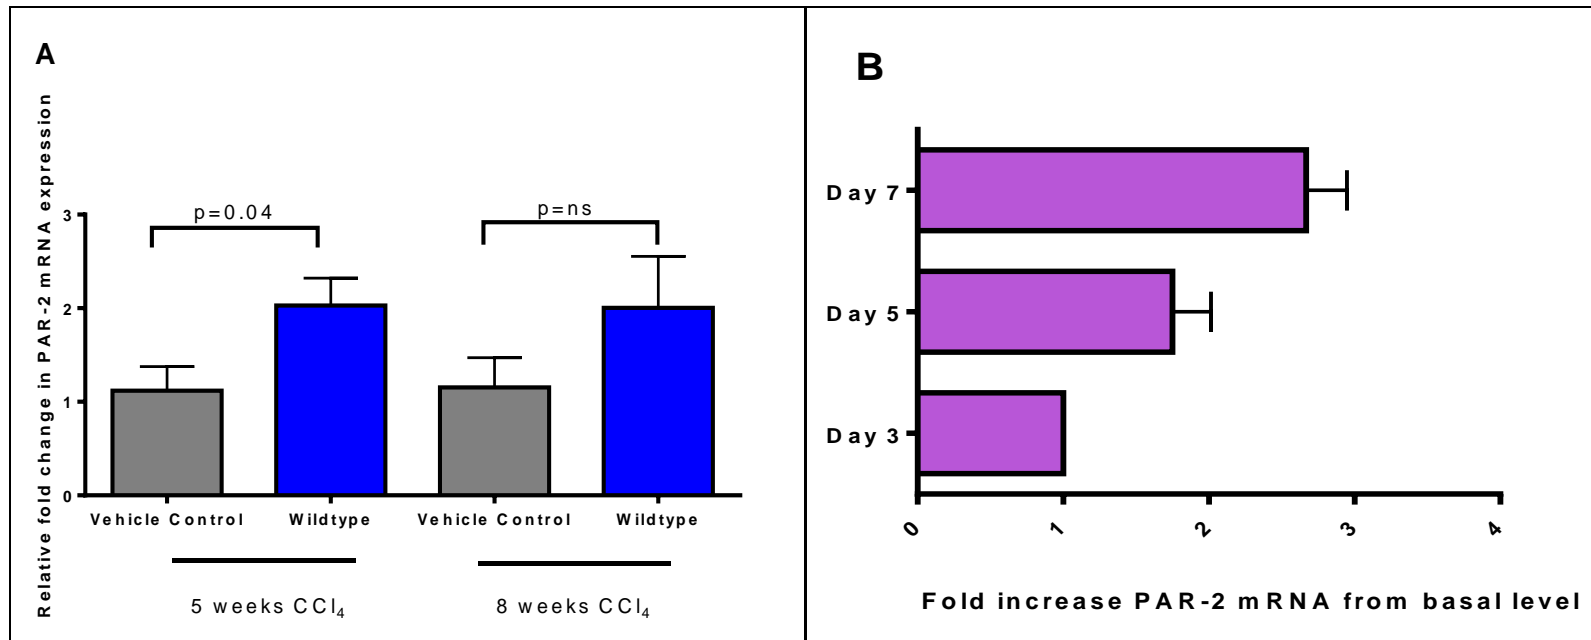 A
Relative fold change in PAR-2 mRNA expression
3
2
1
0
p=0.04
p=ns
Vehicle Control Wildtype Vehicle Control Wildtype
5 weeks CCl₄ 8 weeks CCl₄
B
Day 7
Day 5
Day 3
0 1 2 3 4
Fold increase PAR-2 mRNA from basal level